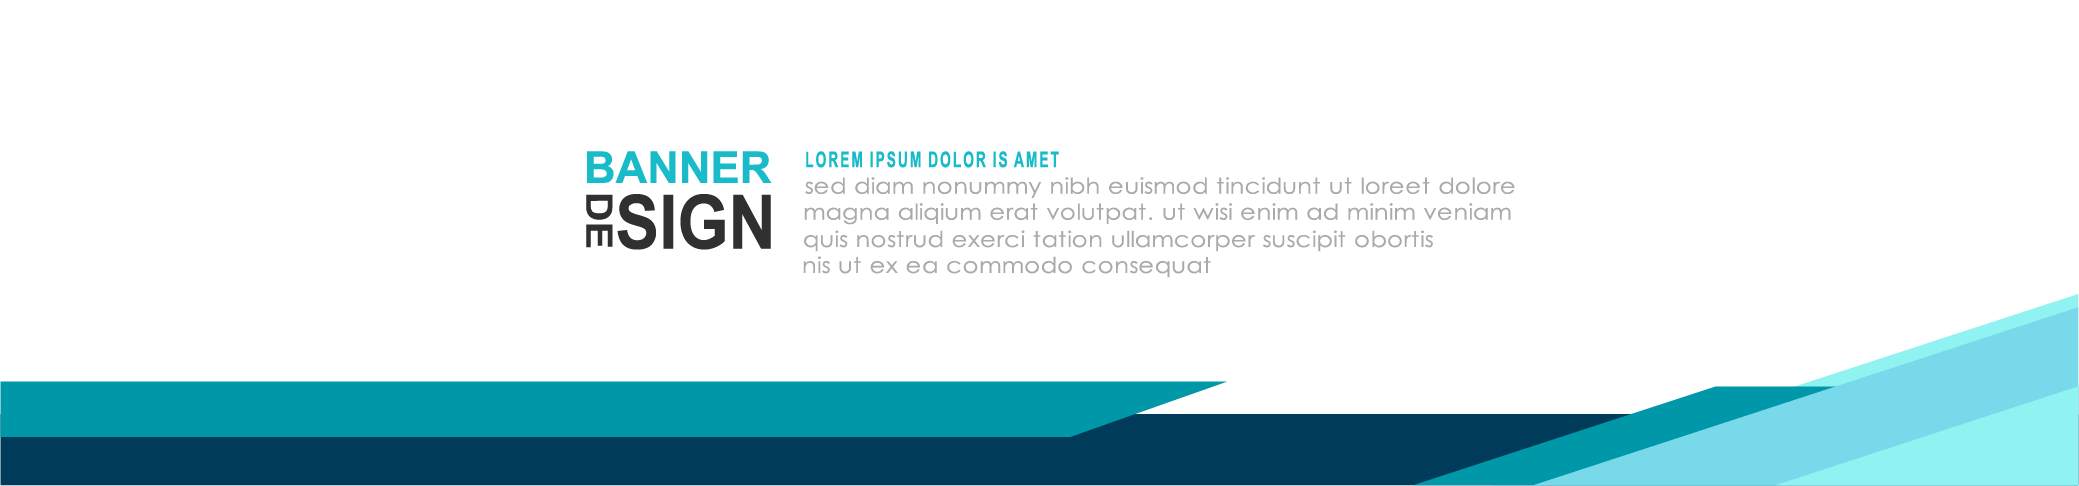 BANNER
DESIGN
LOREM IPSUM DOLOR IS AMET
sed diam nonummy nibh euismod tincidunt ut loreet dolore
magna aliqium erat volutpat. ut wisi enim ad minim veniam
quis nostrud exerci tation ullamcorper suscipit obortis
nis ut ex ea commodo consequat